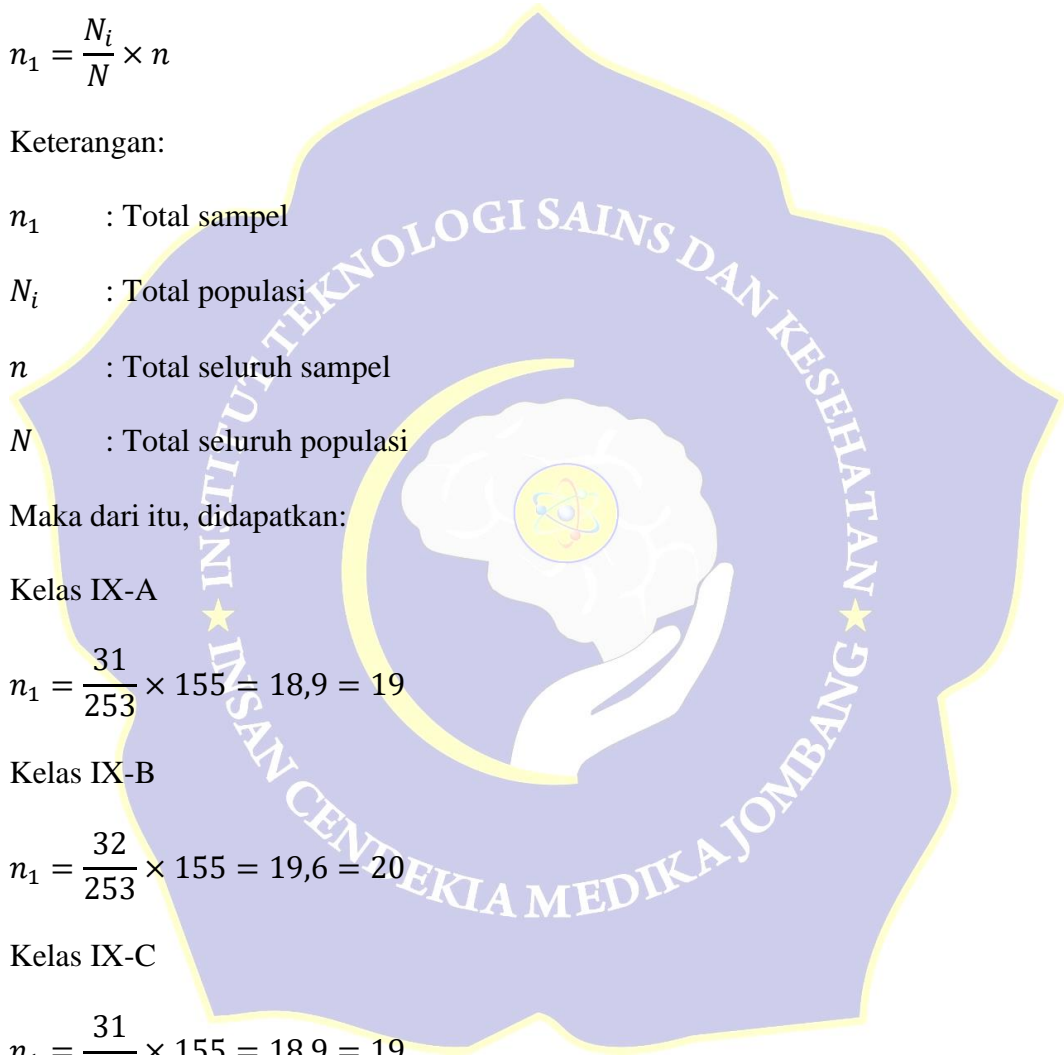 n₁ = Nᵢ/N × n
Keterangan:
n₁ : Total sampel
Nᵢ : Total populasi
n : Total seluruh sampel
N : Total seluruh populasi
Maka dari itu, didapatkan:
Kelas IX-A
n₁ = 31/253 × 155 = 18,9 = 19
Kelas IX-B
n₁ = 32/253 × 155 = 19,6 = 20
Kelas IX-C
31
× 155 = 18,9 = 19
INSTITUT TEKNOLOGI SAINS DAN KESEHATAN
★ INSAN CENDEKIA MEDIKA JOMBANG ★